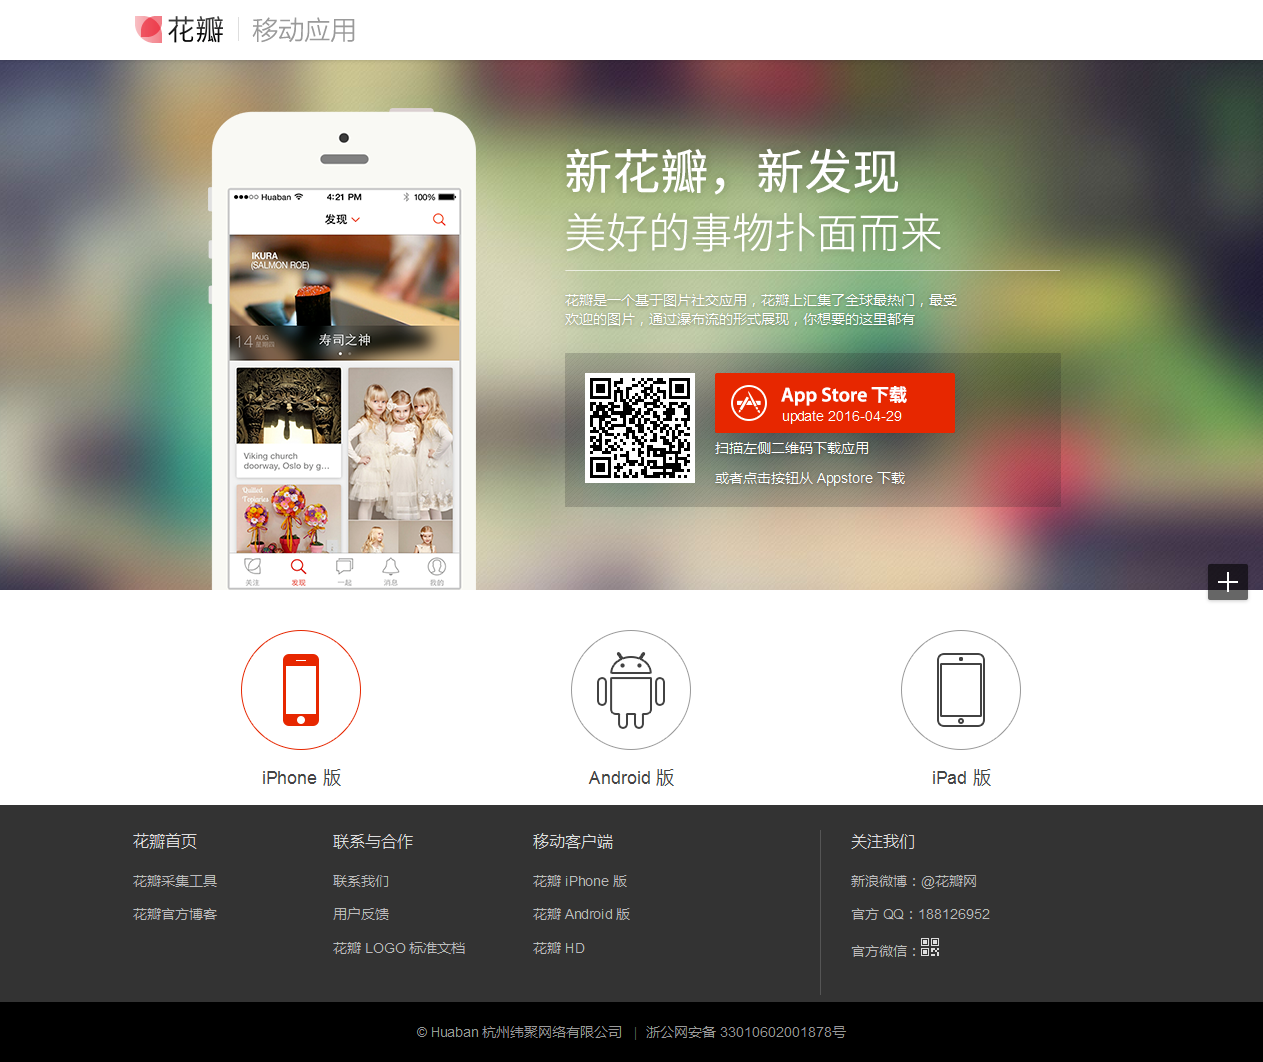 花瓣 移动应用
●●●○○ Huaban 4:21 PM 100%
发现
IKURA
(SALMON ROE)
14 AUG
星期四
寿司之神
Viking church
doorway, Oslo by g...
Quilled
Topiaries
关注 发现 一起 消息 我的
新花瓣，新发现
美好的事物扑面而来
花瓣是一个基于图片社交应用，花瓣上汇集了全球最热门，最受
欢迎的图片，通过瀑布流的形式展现，你想要的这里都有
App Store 下载
update 2016-04-29
扫描左侧二维码下载应用
或者点击按钮从 Appstore 下载
iPhone 版
Android 版
iPad 版
花瓣首页
花瓣采集工具
花瓣官方博客
联系与合作
联系我们
用户反馈
花瓣 LOGO 标准文档
移动客户端
花瓣 iPhone 版
花瓣 Android 版
花瓣 HD
关注我们
新浪微博：@花瓣网
官方 QQ：188126952
官方微信：
© Huaban 杭州纬聚网络有限公司 | 浙公网安备 33010602001878号